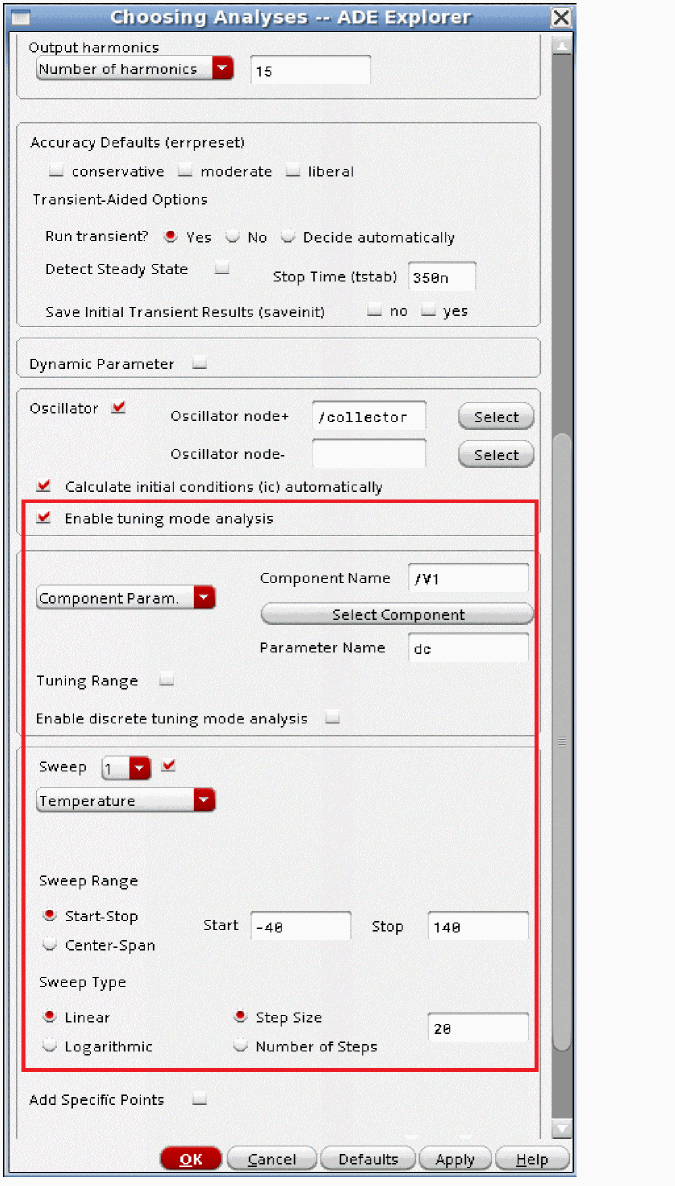 Choosing Analyses -- ADE Explorer
Output harmonics
Number of harmonics 15
Accuracy Defaults (errpreset)
conservative moderate liberal
Transient-Aided Options
Run transient? Yes No Decide automatically
Detect Steady State Stop Time (tstab) 350n
Save Initial Transient Results (saveinit) no yes
Dynamic Parameter
Oscillator Oscillator node+ /collector Select
Oscillator node- Select
Calculate initial conditions (ic) automatically
Enable tuning mode analysis
Component Name /V1
Component Param.
Select Component
Parameter Name dc
Tuning Range
Enable discrete tuning mode analysis
Sweep 1
Temperature
Sweep Range
Start-Stop Start -40 Stop 140
Center-Span
Sweep Type
Linear Step Size 20
Logarithmic Number of Steps
Add Specific Points
OK Cancel Defaults Apply Help